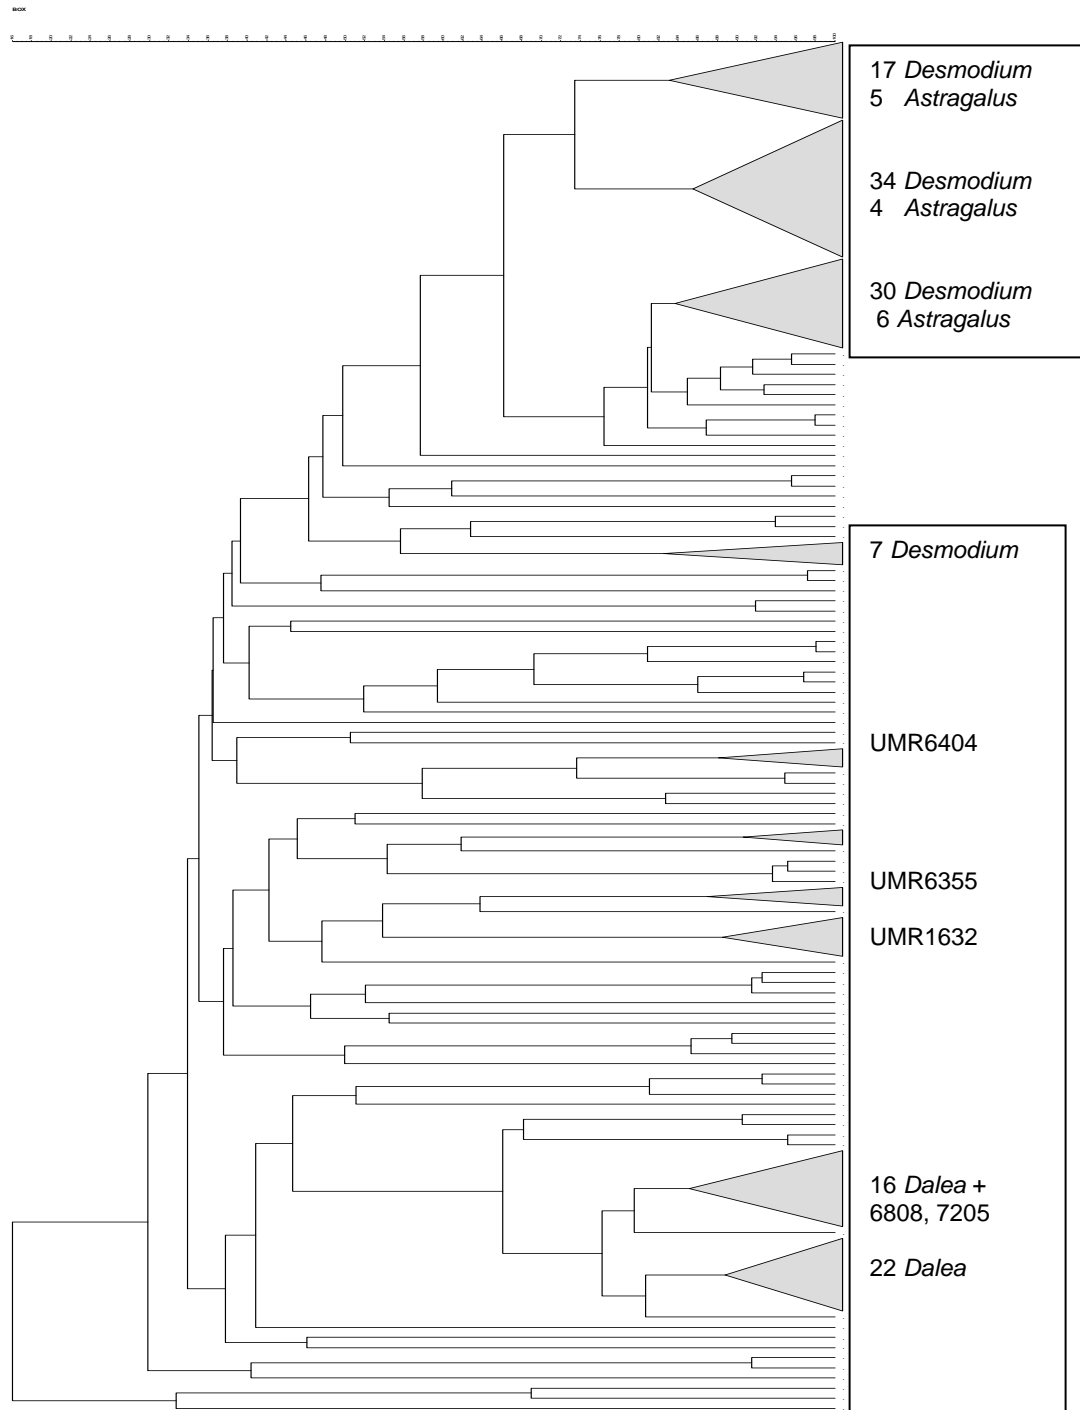 BOX
17 Desmodium
5 Astragalus
34 Desmodium
4 Astragalus
30 Desmodium
6 Astragalus
7 Desmodium
UMR6404
UMR6355
UMR1632
16 Dalea +
6808, 7205
22 Dalea